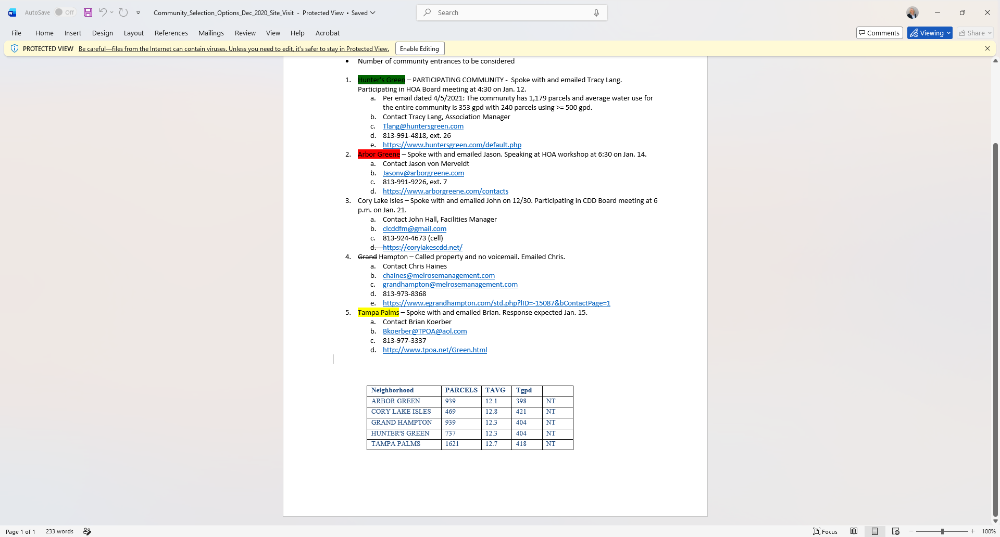 AutoSave Off Community_Selection_Options_Dec_2020_Site_Visit - Protected View • Saved Search
File Home Insert Design Layout References Mailings Review View Help Acrobat Comments Viewing Share
PROTECTED VIEW Be careful—files from the Internet can contain viruses. Unless you need to edit, it's safer to stay in Protected View. Enable Editing
• Number of community entrances to be considered
1. Hunter's Green – PARTICIPATING COMMUNITY - Spoke with and emailed Tracy Lang.
Participating in HOA Board meeting at 4:30 on Jan. 12.
a. Per email dated 4/5/2021: The community has 1,179 parcels and average water use for
the entire community is 353 gpd with 240 parcels using >= 500 gpd.
b. Contact Tracy Lang, Association Manager
c. Tlang@huntersgreen.com
d. 813-991-4818, ext. 26
e. https://www.huntersgreen.com/default.php
2. Arbor Greene – Spoke with and emailed Jason. Speaking at HOA workshop at 6:30 on Jan. 14.
a. Contact Jason von Merveldt
b. Jasonv@arborgreene.com
c. 813-991-9226, ext. 7
d. https://www.arborgreene.com/contacts
3. Cory Lake Isles – Spoke with and emailed John on 12/30. Participating in CDD Board meeting at 6
p.m. on Jan. 21.
a. Contact John Hall, Facilities Manager
b. clcddfm@gmail.com
c. 813-924-4673 (cell)
d. https://corylakescdd.net/
4. Grand Hampton – Called property and no voicemail. Emailed Chris.
a. Contact Chris Haines
b. chaines@melrosemanagement.com
c. grandhampton@melrosemanagement.com
d. 813-973-8368
e. https://www.egrandhampton.com/std.php?lID=-15087&bContactPage=1
5. Tampa Palms – Spoke with and emailed Brian. Response expected Jan. 15.
a. Contact Brian Koerber
b. Bkoerber@TPOA@aol.com
c. 813-977-3337
d. http://www.tpoa.net/Green.html
Neighborhood PARCELS TAVG Tgpd
ARBOR GREEN 939 12.1 398 NT
CORY LAKE ISLES 469 12.8 421 NT
GRAND HAMPTON 939 12.3 404 NT
HUNTER'S GREEN 737 12.3 404 NT
TAMPA PALMS 1621 12.7 418 NT
Page 1 of 1 233 words Focus 100%